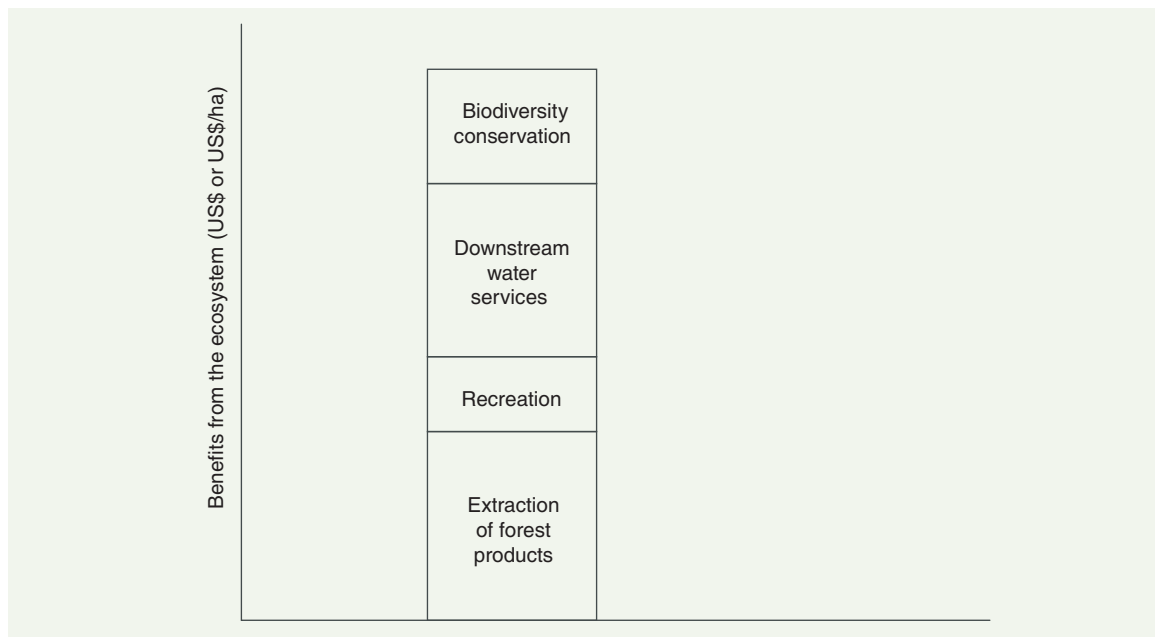 Benefits from the ecosystem (US$ or US$/ha)
Biodiversity
conservation
Downstream
water
services
Recreation
Extraction
of forest
products